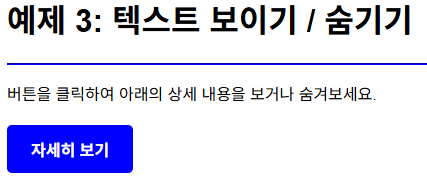 예제 3: 텍스트 보이기 / 숨기기
버튼을 클릭하여 아래의 상세 내용을 보거나 숨겨보세요.
자세히 보기